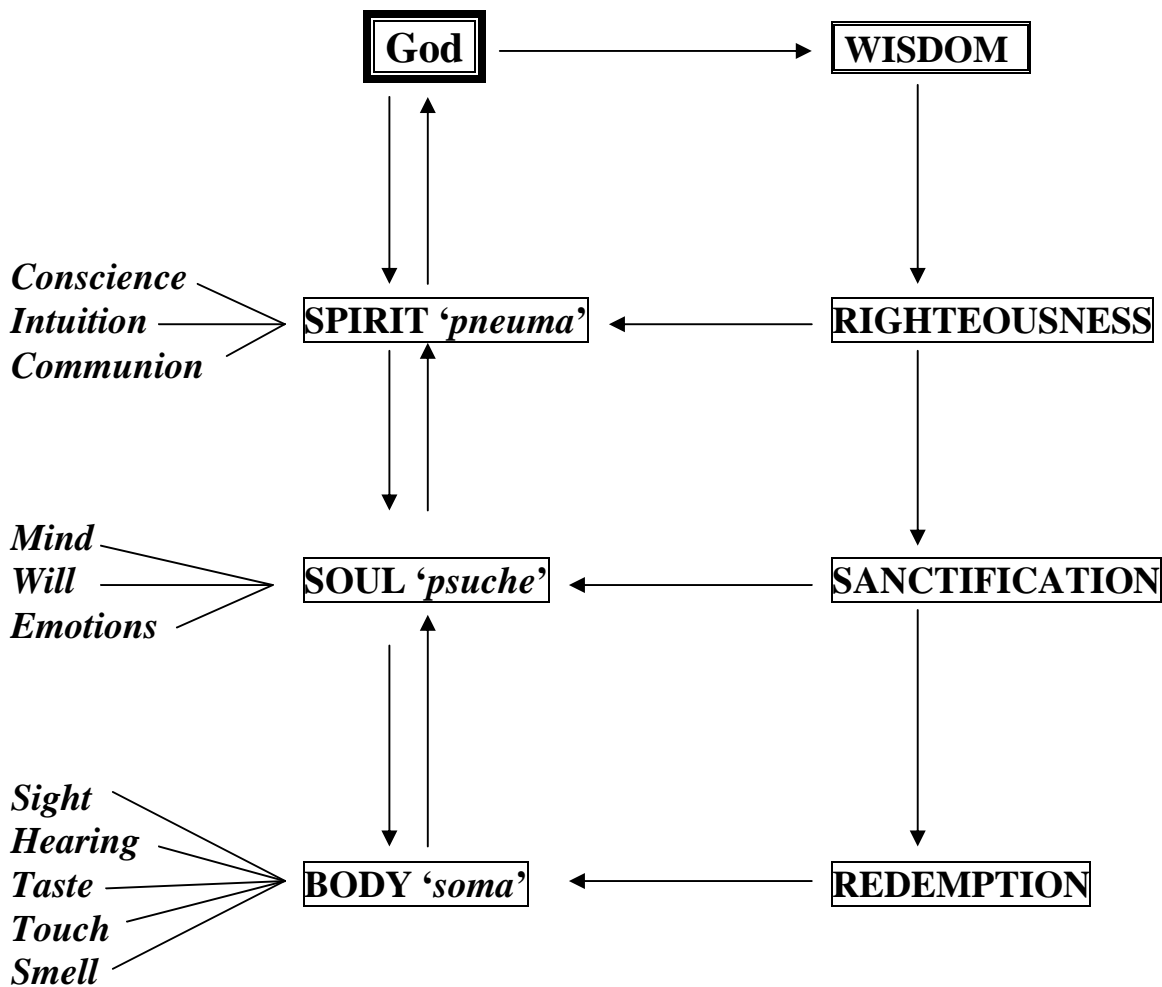 God
WISDOM
Conscience
Intuition
Communion
SPIRIT ‘pneuma’
RIGHTEOUSNESS
Mind
Will
Emotions
SOUL ‘psuche’
SANCTIFICATION
Sight
Hearing
Taste
Touch
Smell
BODY ‘soma’
REDEMPTION